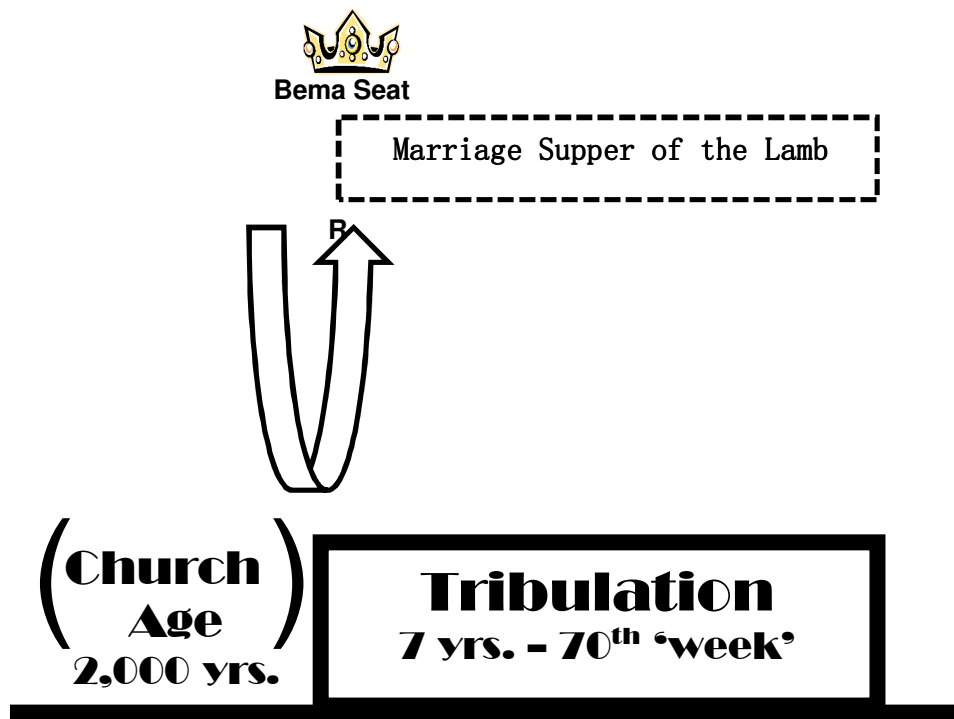 Bema Seat
Marriage Supper of the Lamb
R
(Church
Age)
2,000 yrs.
Tribulation
7 yrs. - 70th ‘week’